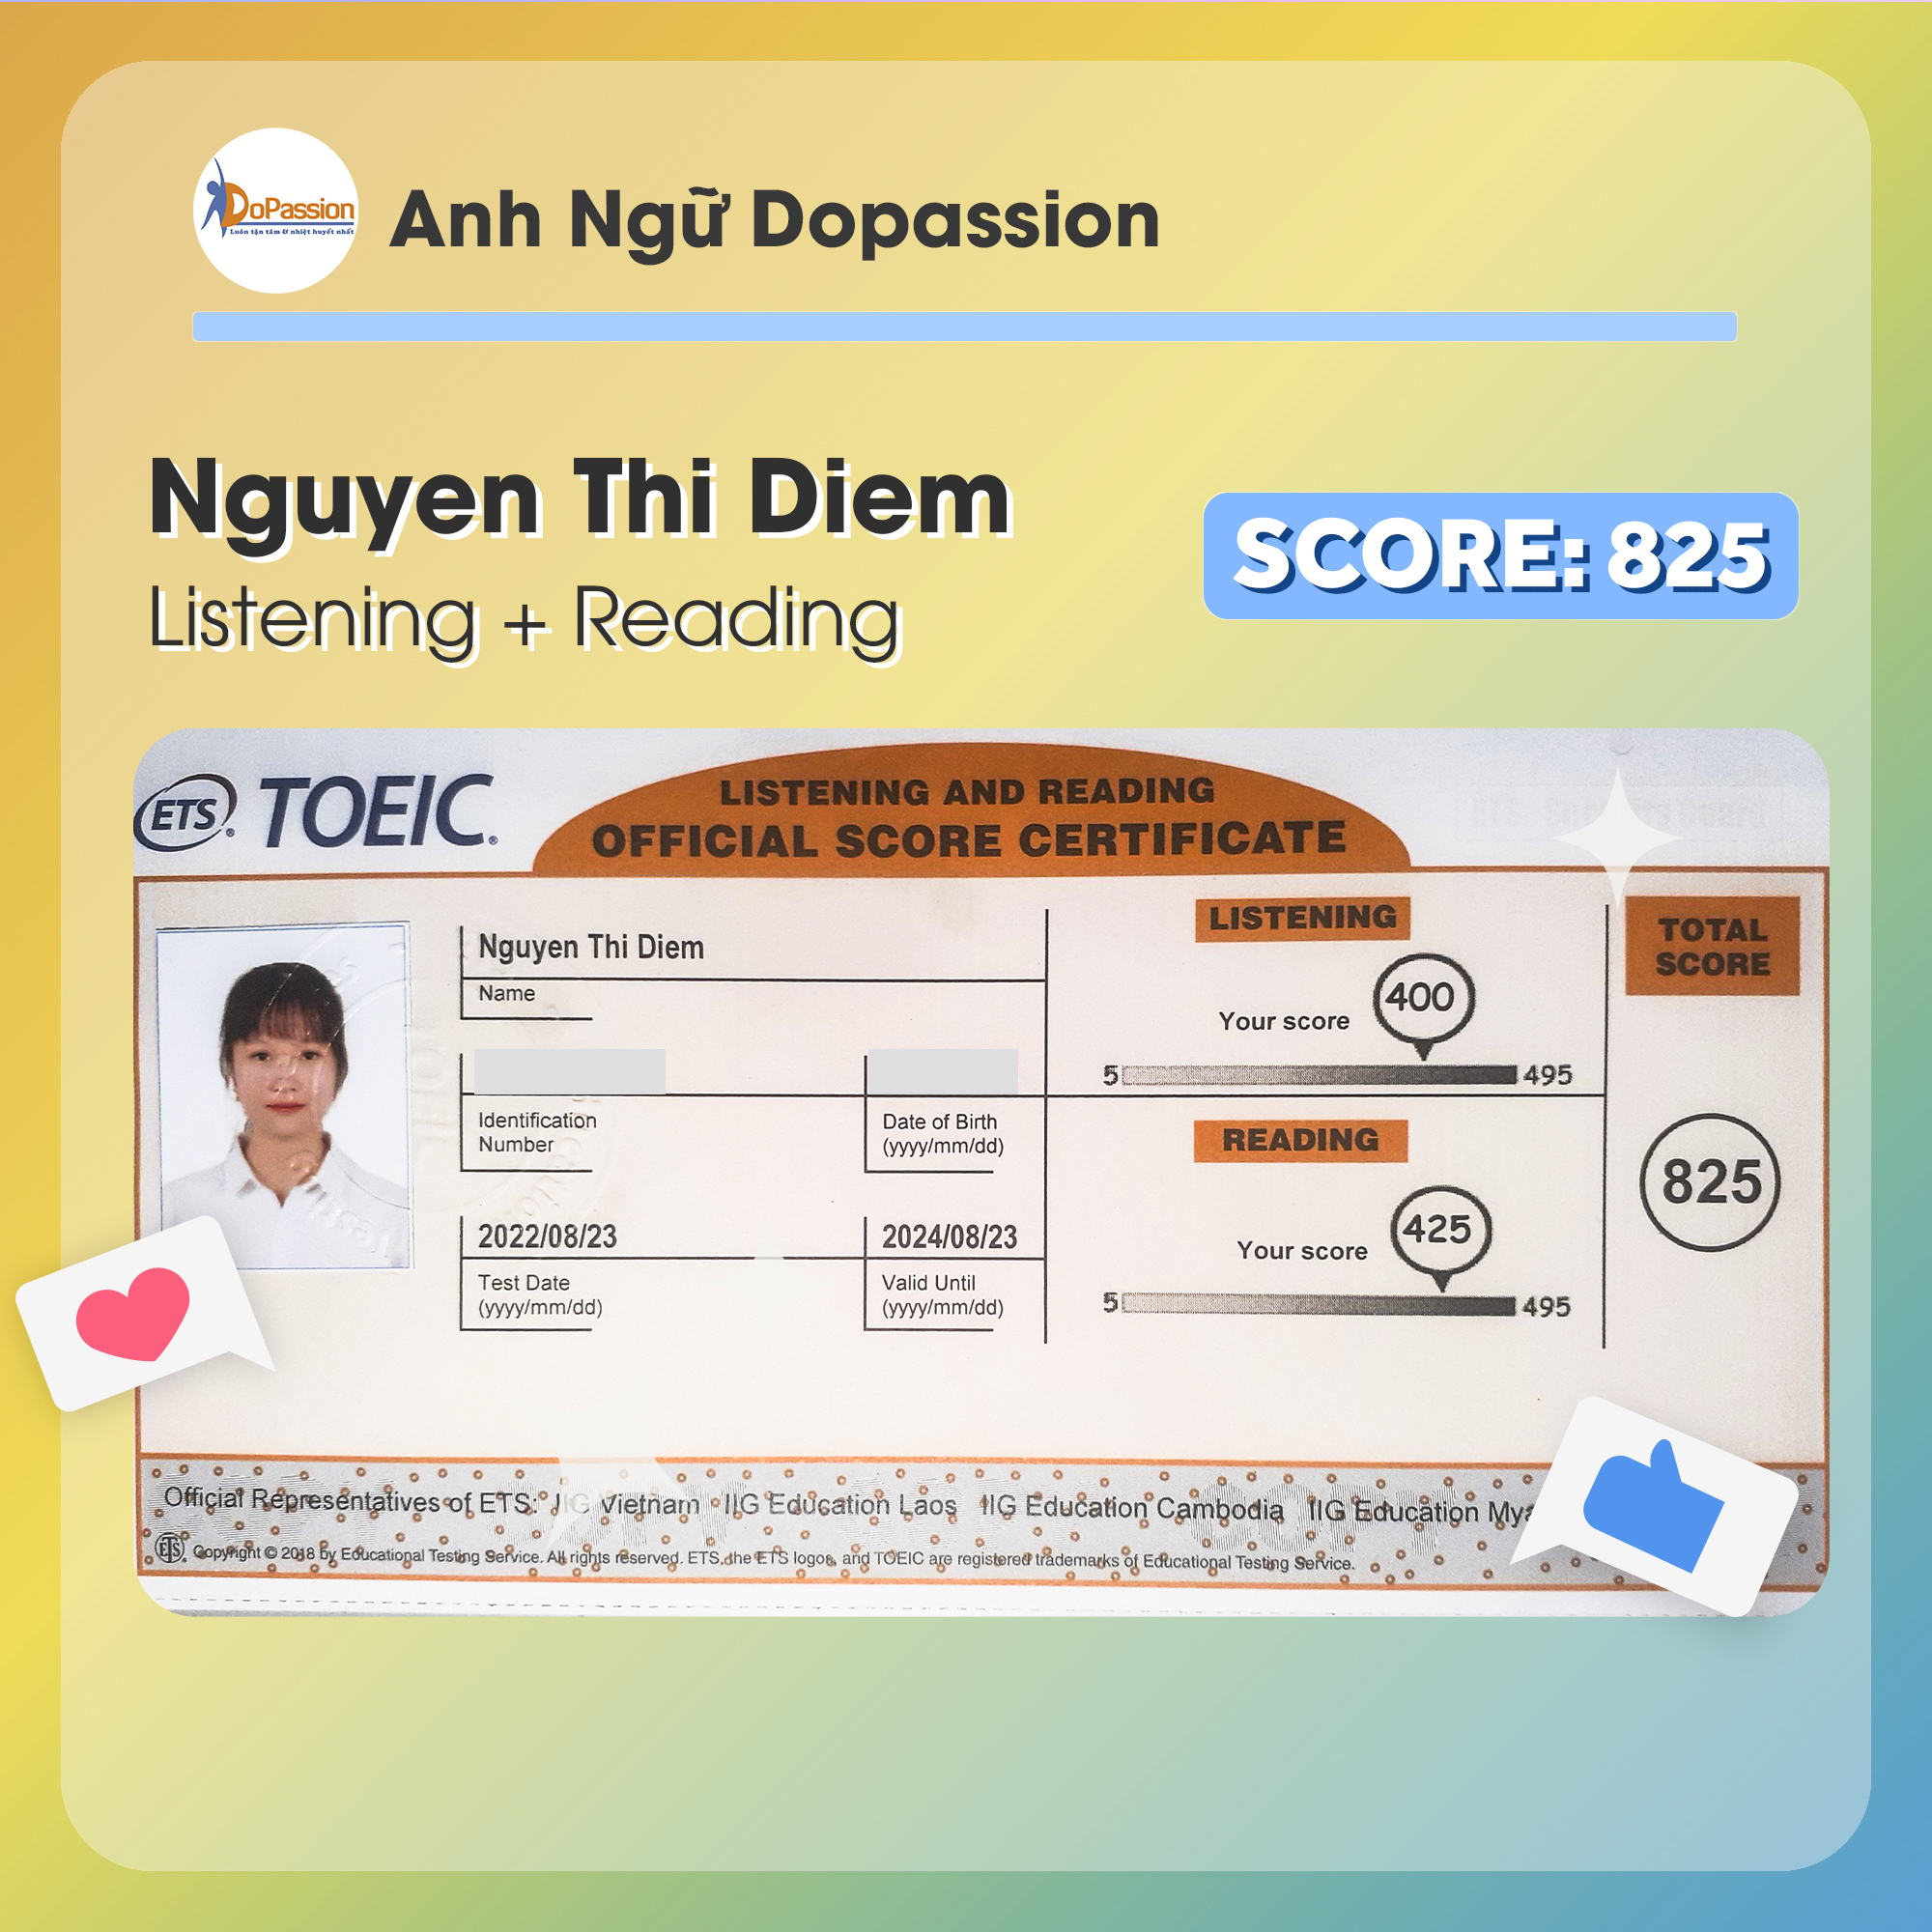 DoPassion
Luôn tận tâm & nhiệt huyết nhất
Anh Ngữ Dopassion
Nguyen Thi Diem
Listening + Reading
SCORE: 825
ETS® TOEIC®
LISTENING AND READING
OFFICIAL SCORE CERTIFICATE
Nguyen Thi Diem
Name
Identification
Number
Date of Birth
(yyyy/mm/dd)
2022/08/23
Test Date
(yyyy/mm/dd)
2024/08/23
Valid Until
(yyyy/mm/dd)
LISTENING
Your score
400
5 495
READING
Your score
425
5 495
TOTAL
SCORE
825
Official Representatives of ETS: IIG Vietnam IIG Education Laos IIG Education Cambodia IIG Education
ETS® Copyright © 2018 by Educational Testing Service. All rights reserved. ETS, the ETS logos, and TOEIC are registered trademarks of Educational Testing Service.